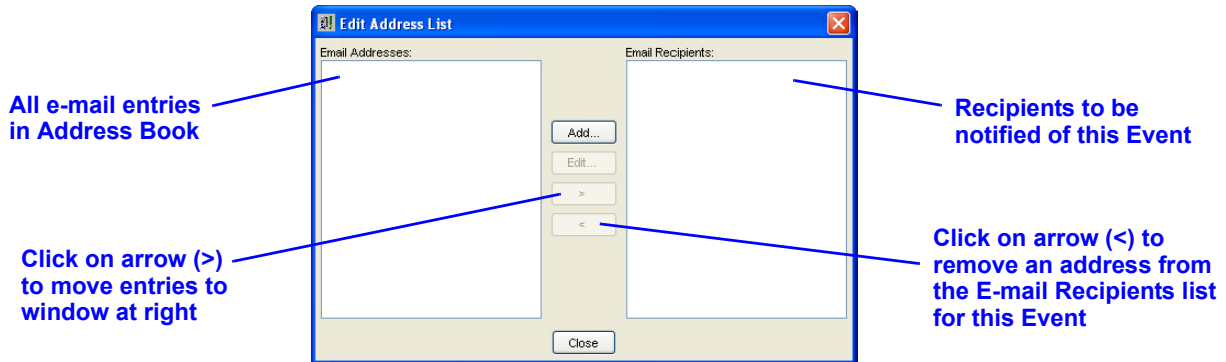 Edit Address List
Email Addresses:
Email Recipients:
All e-mail entries
in Address Book
Recipients to be
notified of this Event
Add...
Edit...
>
<
Click on arrow (>)
to move entries to
window at right
Click on arrow (<) to
remove an address from
the E-mail Recipients list
for this Event
Close